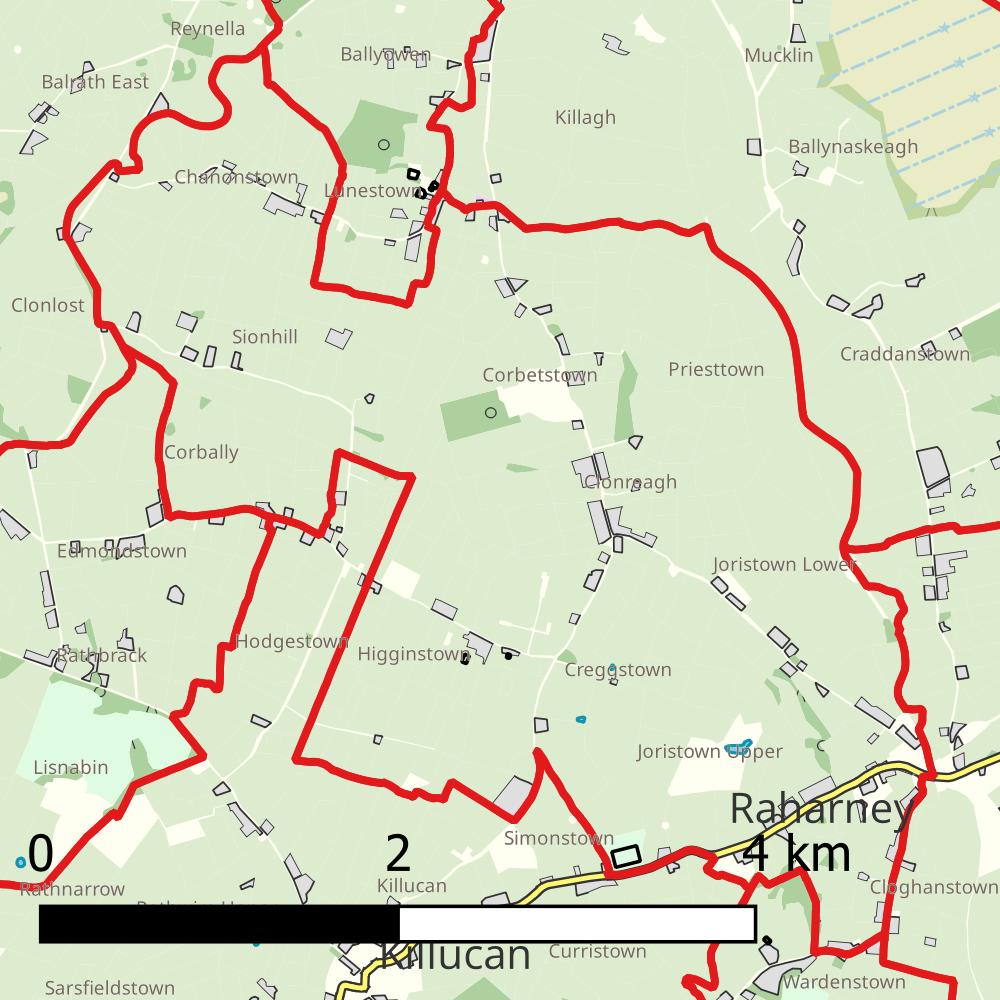 Reynella
Ballyowen
Mucklin
Balrath East
Killagh
Ballynaskeagh
Chanonstown
Lunestown
Clonlost
Sionhill
Craddanstown
Priesttown
Corbetstown
Corbally
Clonreagh
Edmondstown
Joristown Lower
Hodgestown
Rathbrack
Higginstown
Creggstown
Joristown Upper
Lisnabin
Raharney
Simonstown
0 2 4 km
Killucan
Rathnarrow
Cloghanstown
Killucan
Curristown
Wardenstown
Sarsfieldstown